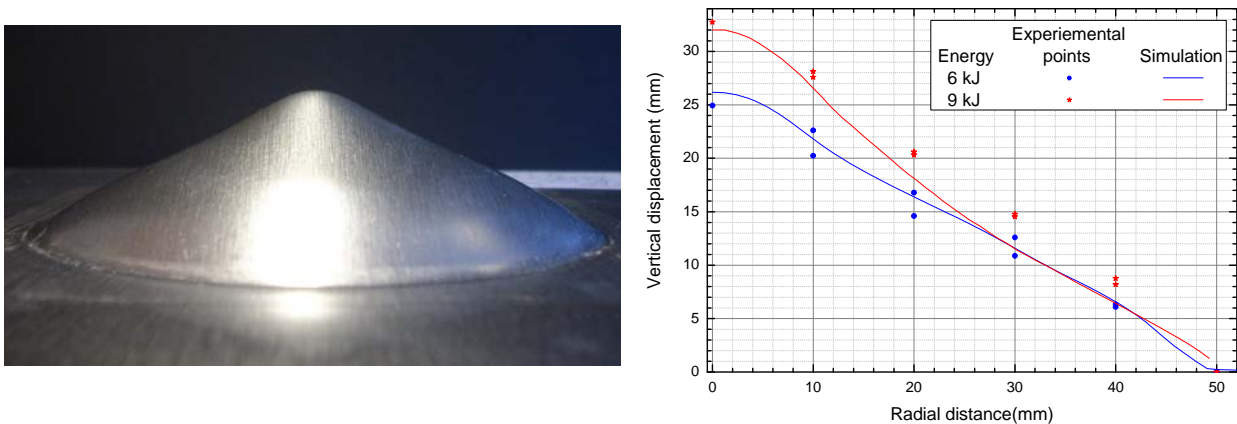 Experiemental
Energy points Simulation
6 kJ
9 kJ
30
25
20
15
10
5
0
Vertical displacement (mm)
0 10 20 30 40 50
Radial distance(mm)